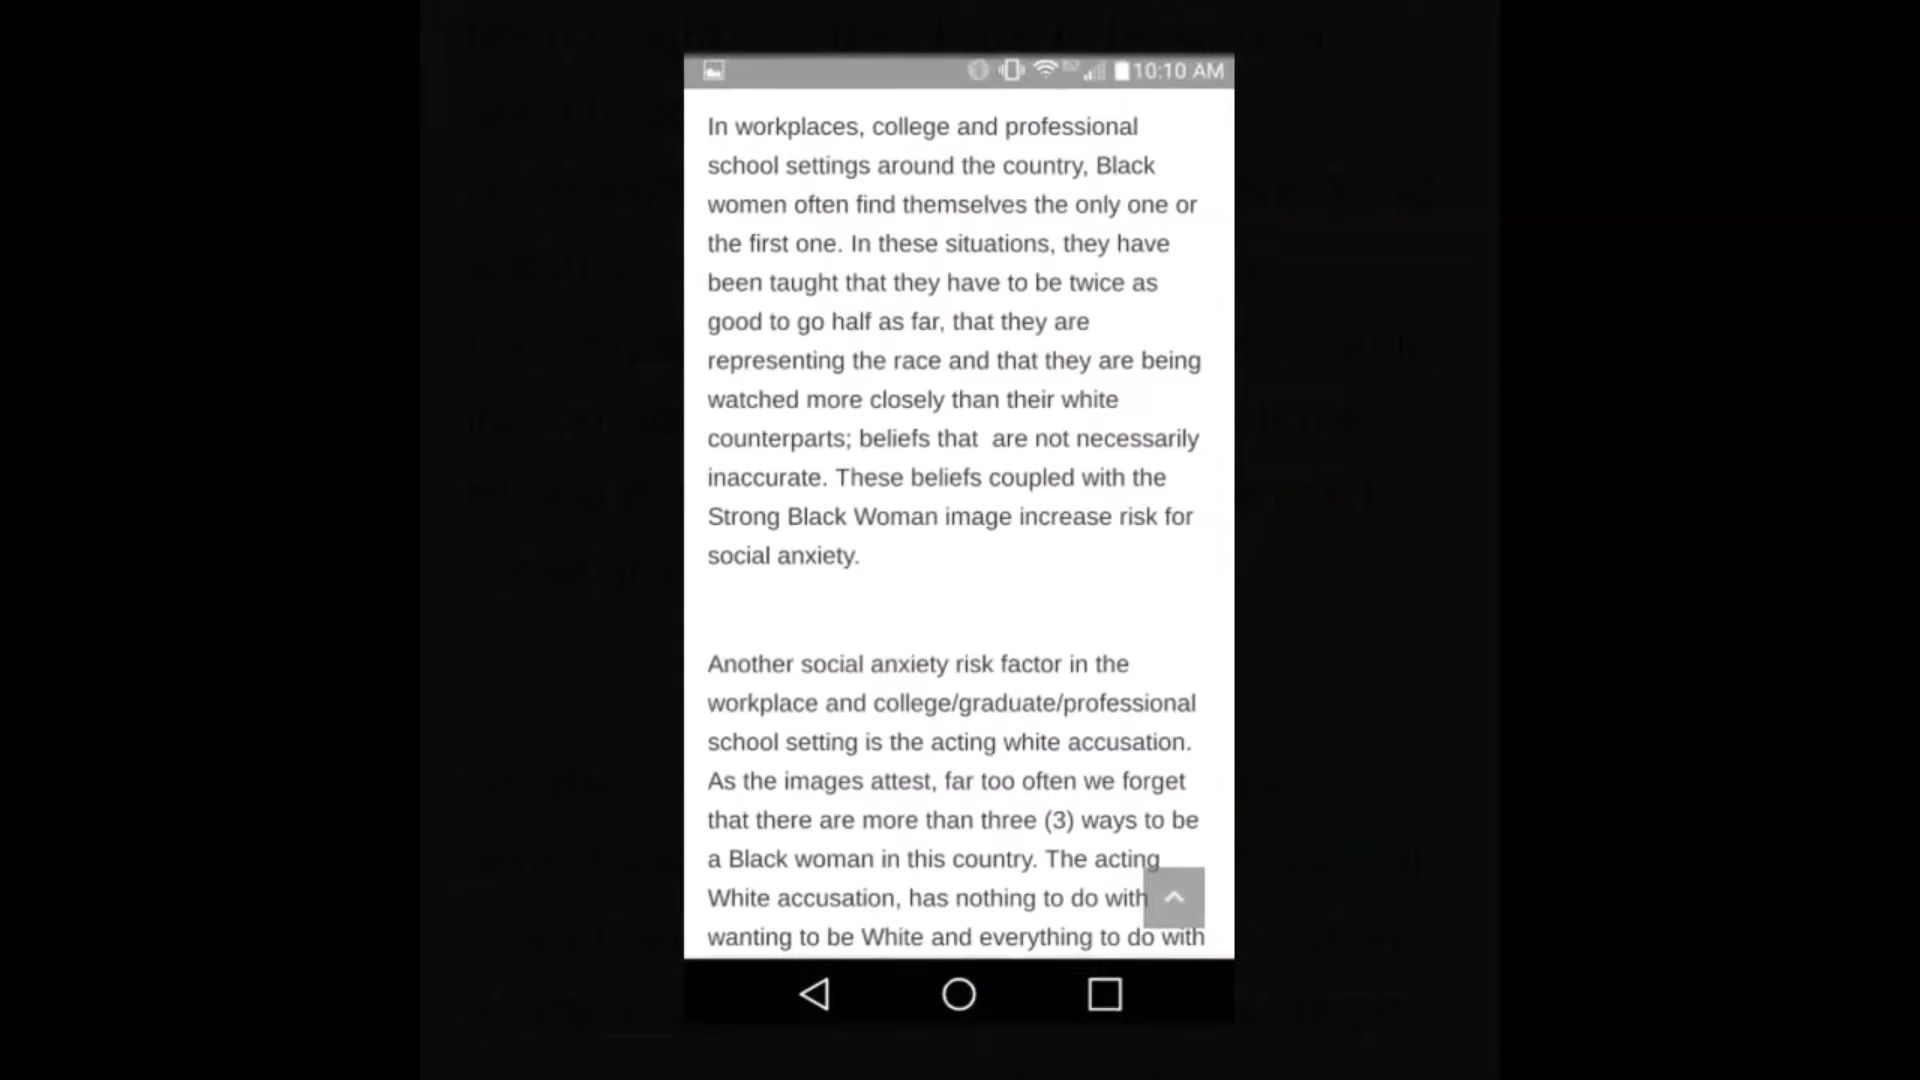 10:10 AM
In workplaces, college and professional
school settings around the country, Black
women often find themselves the only one or
the first one. In these situations, they have
been taught that they have to be twice as
good to go half as far, that they are
representing the race and that they are being
watched more closely than their white
counterparts; beliefs that  are not necessarily
inaccurate. These beliefs coupled with the
Strong Black Woman image increase risk for
social anxiety.
Another social anxiety risk factor in the
workplace and college/graduate/professional
school setting is the acting white accusation.
As the images attest, far too often we forget
that there are more than three (3) ways to be
a Black woman in this country. The acting
White accusation, has nothing to do with
wanting to be White and everything to do with